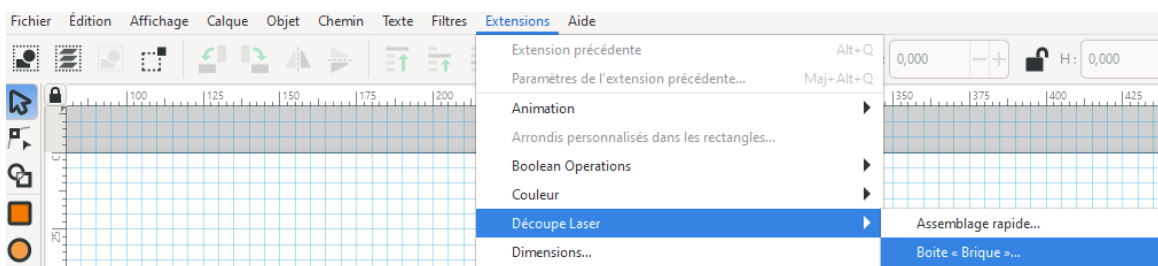 Fichier Édition Affichage Calque Objet Chemin Texte Filtres Extensions Aide
Extension précédente Alt+Q
0,000 H: 0,000
Paramètres de l'extension précédente... Maj+Alt+Q
100 125 150 175 200 350 375 400 425
Animation
Arrondis personnalisés dans les rectangles...
0
Boolean Operations
Couleur
Découpe Laser Assemblage rapide...
25
Dimensions... Boite « Brique »...